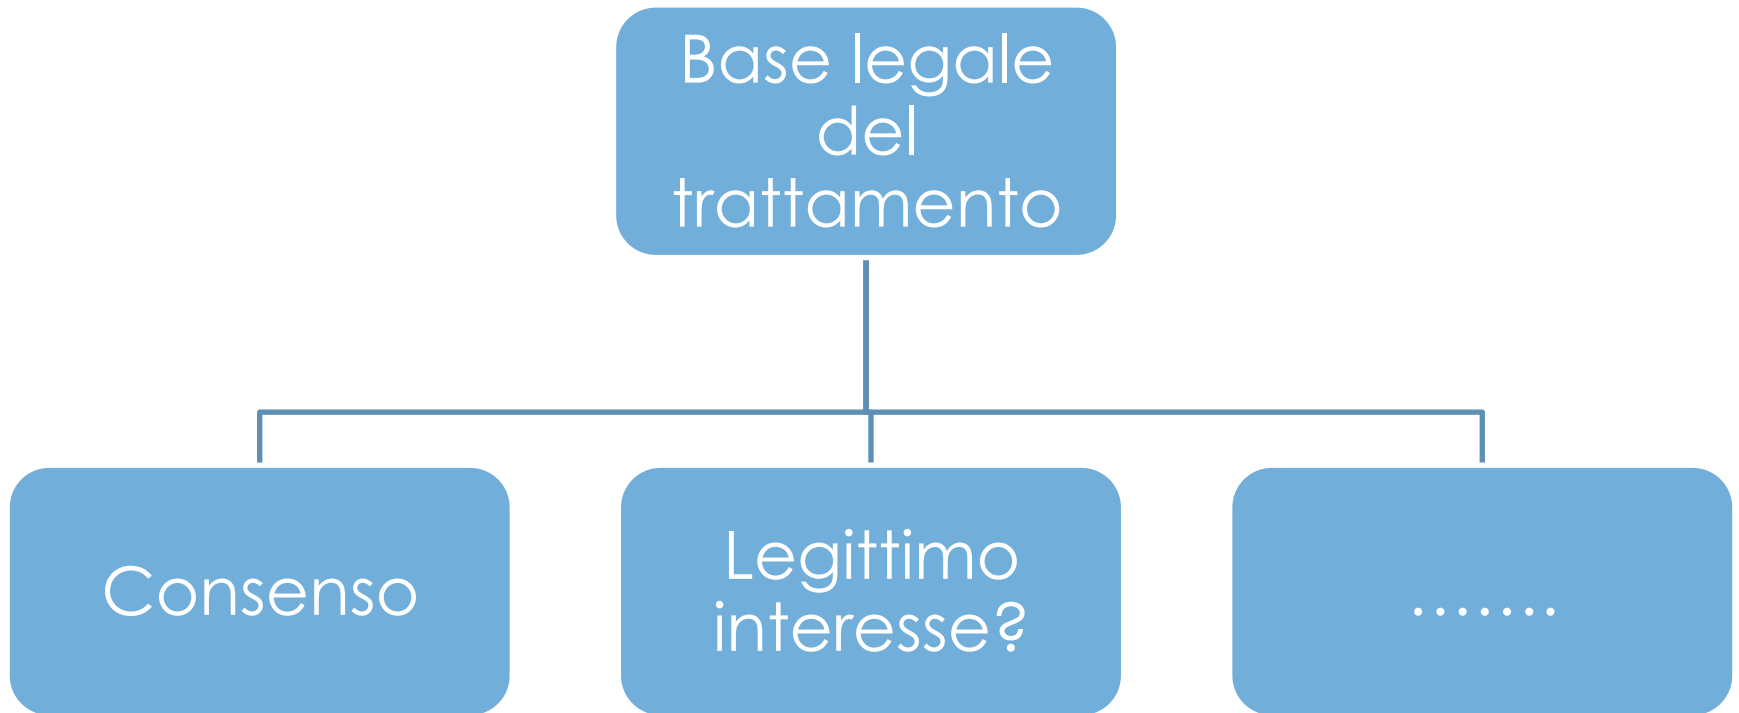 Base legale
del
trattamento
Consenso
Legittimo
interesse?
.......